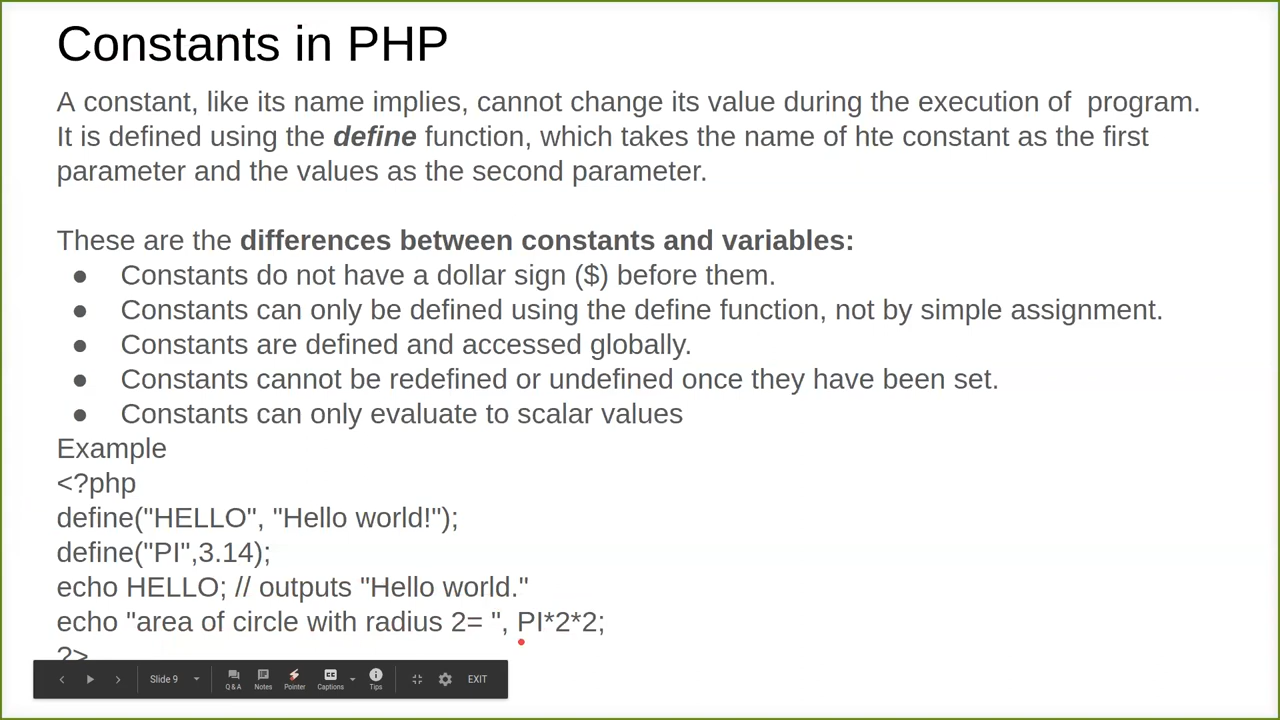 Constants in PHP
A constant, like its name implies, cannot change its value during the execution of  program.
It is defined using the define function, which takes the name of hte constant as the first
parameter and the values as the second parameter.
These are the differences between constants and variables:
● Constants do not have a dollar sign ($) before them.
● Constants can only be defined using the define function, not by simple assignment.
● Constants are defined and accessed globally.
● Constants cannot be redefined or undefined once they have been set.
● Constants can only evaluate to scalar values
Example
<?php
define("HELLO", "Hello world!");
define("PI",3.14);
echo HELLO; // outputs "Hello world."
echo "area of circle with radius 2= ", PI*2*2;
?>
Slide 9 Q & A Notes Pointer Captions Tips EXIT